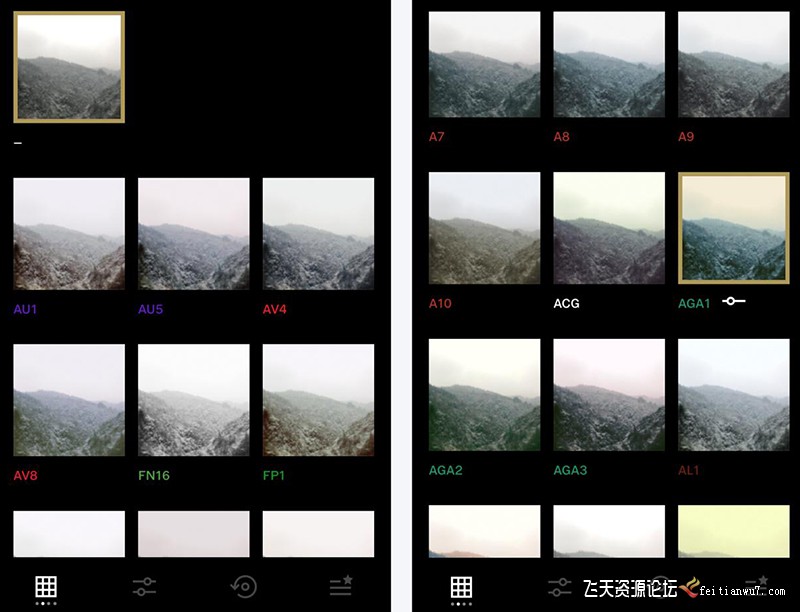 –
AU1 AU5 AV4
AV8 FN16 FP1
A7 A8 A9
A10 ACG AGA1
AGA2 AGA3 AL1
飞天资源论坛 feitianwu7.com